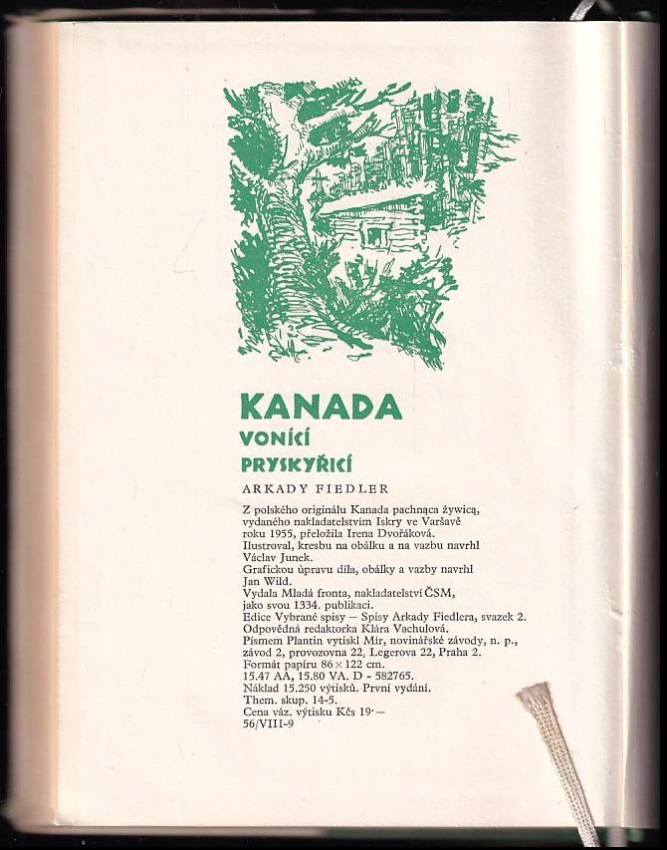 KANADA
VONÍCÍ
PRYSKYŘICÍ
ARKADY FIEDLER
Z polského originálu Kanada pachnąca żywicą,
vydaného nakladatelstvím Iskry ve Varšavě
roku 1955, přeložila Irena Dvořáková.
Ilustroval, kresbu na obálku a na vazbu navrhl
Václav Junek.
Grafickou úpravu díla, obálky a vazby navrhl
Jan Wild.
Vydala Mladá fronta, nakladatelství ČSM,
jako svou 1334. publikaci.
Edice Vybrané spisy — Spisy Arkady Fiedlera, svazek 2.
Odpovědná redaktorka Klára Vachulová.
Písmem Plantin vytiskl Mír, novinářské závody, n. p.,
závod 2, provozovna 22, Legerova 22, Praha 2.
Formát papíru 86 × 122 cm.
15.47 AA, 15.80 VA. D - 582765.
Náklad 15.250 výtisků. První vydání.
Them. skup. 14-5.
Cena váz. výtisku Kčs 19·—
56/VIII-9